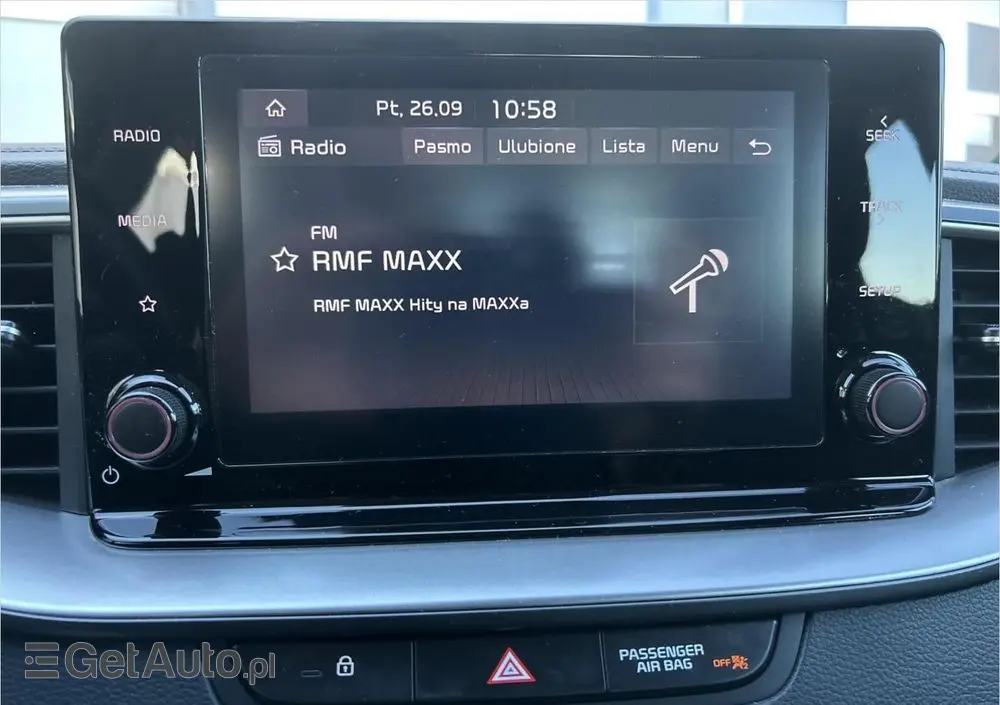 Pt, 26.09 10:58
RADIO
Radio Pasmo Ulubione Lista Menu
SEEK
MEDIA
TRACK
FM
RMF MAXX
RMF MAXX Hity na MAXXa
SETUP
PASSENGER
AIR BAG OFF
GetAuto.pl